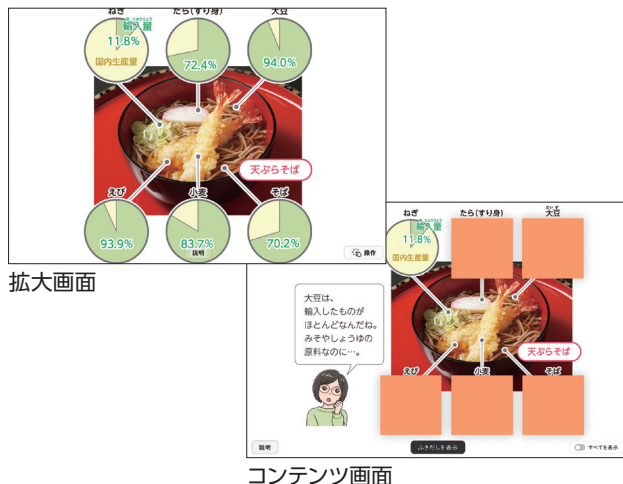 ねぎ
たら(すり身)
大豆
輸入量
11.8%
国内生産量
72.4%
94.0%
天ぷらそば
えび
小麦
そば
93.9%
83.7%
70.2%
説明
操作
拡大画面
ねぎ
たら(すり身)
だいず
大豆
輸入量
11.8%
国内生産量
大豆は、
輸入したものが
ほとんどなんだね。
みそやしょうゆの
原料なのに…。
天ぷらそば
えび
小麦
そば
説明
ふきだしを表示
すべてを表示
コンテンツ画面